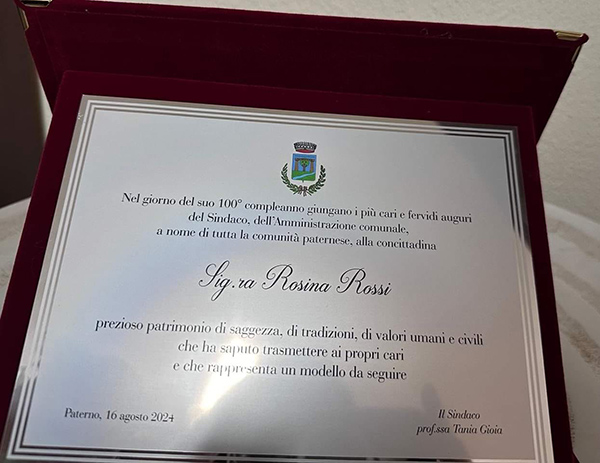 Nel giorno del suo 100° compleanno giungano i più cari e fervidi auguri
del Sindaco, dell'Amministrazione comunale,
a nome di tutta la comunità paternese, alla concittadina
Sig.ra Rosina Rossi
prezioso patrimonio di saggezza, di tradizioni, di valori umani e civili
che ha saputo trasmettere ai propri cari
e che rappresenta un modello da seguire
Paterno, 16 agosto 2024
Il Sindaco
prof.ssa Tania Gioia